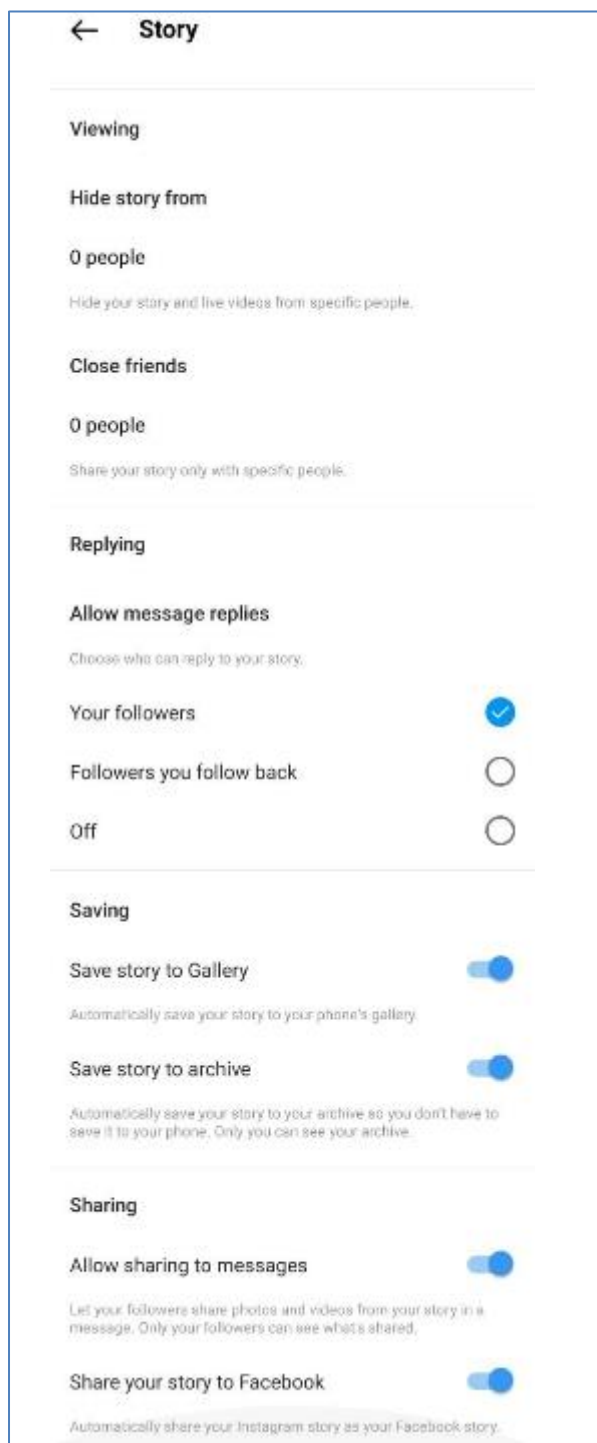 Story
Viewing
Hide story from
0 people
Hide your story and live videos from specific people.
Close friends
0 people
Share your story only with specific people.
Replying
Allow message replies
Choose who can reply to your story.
Your followers
Followers you follow back
Off
Saving
Save story to Gallery
Automatically save your story to your phone's gallery
Save story to archive
Automatically save your story to your archive so you don't have to
save it to your phone. Only you can see your archive.
Sharing
Allow sharing to messages
Let your followers share photos and videos from your story in a
message. Only your followers can see what's shared.
Share your story to Facebook
Automatically share your Instagram story as your Facebook story.